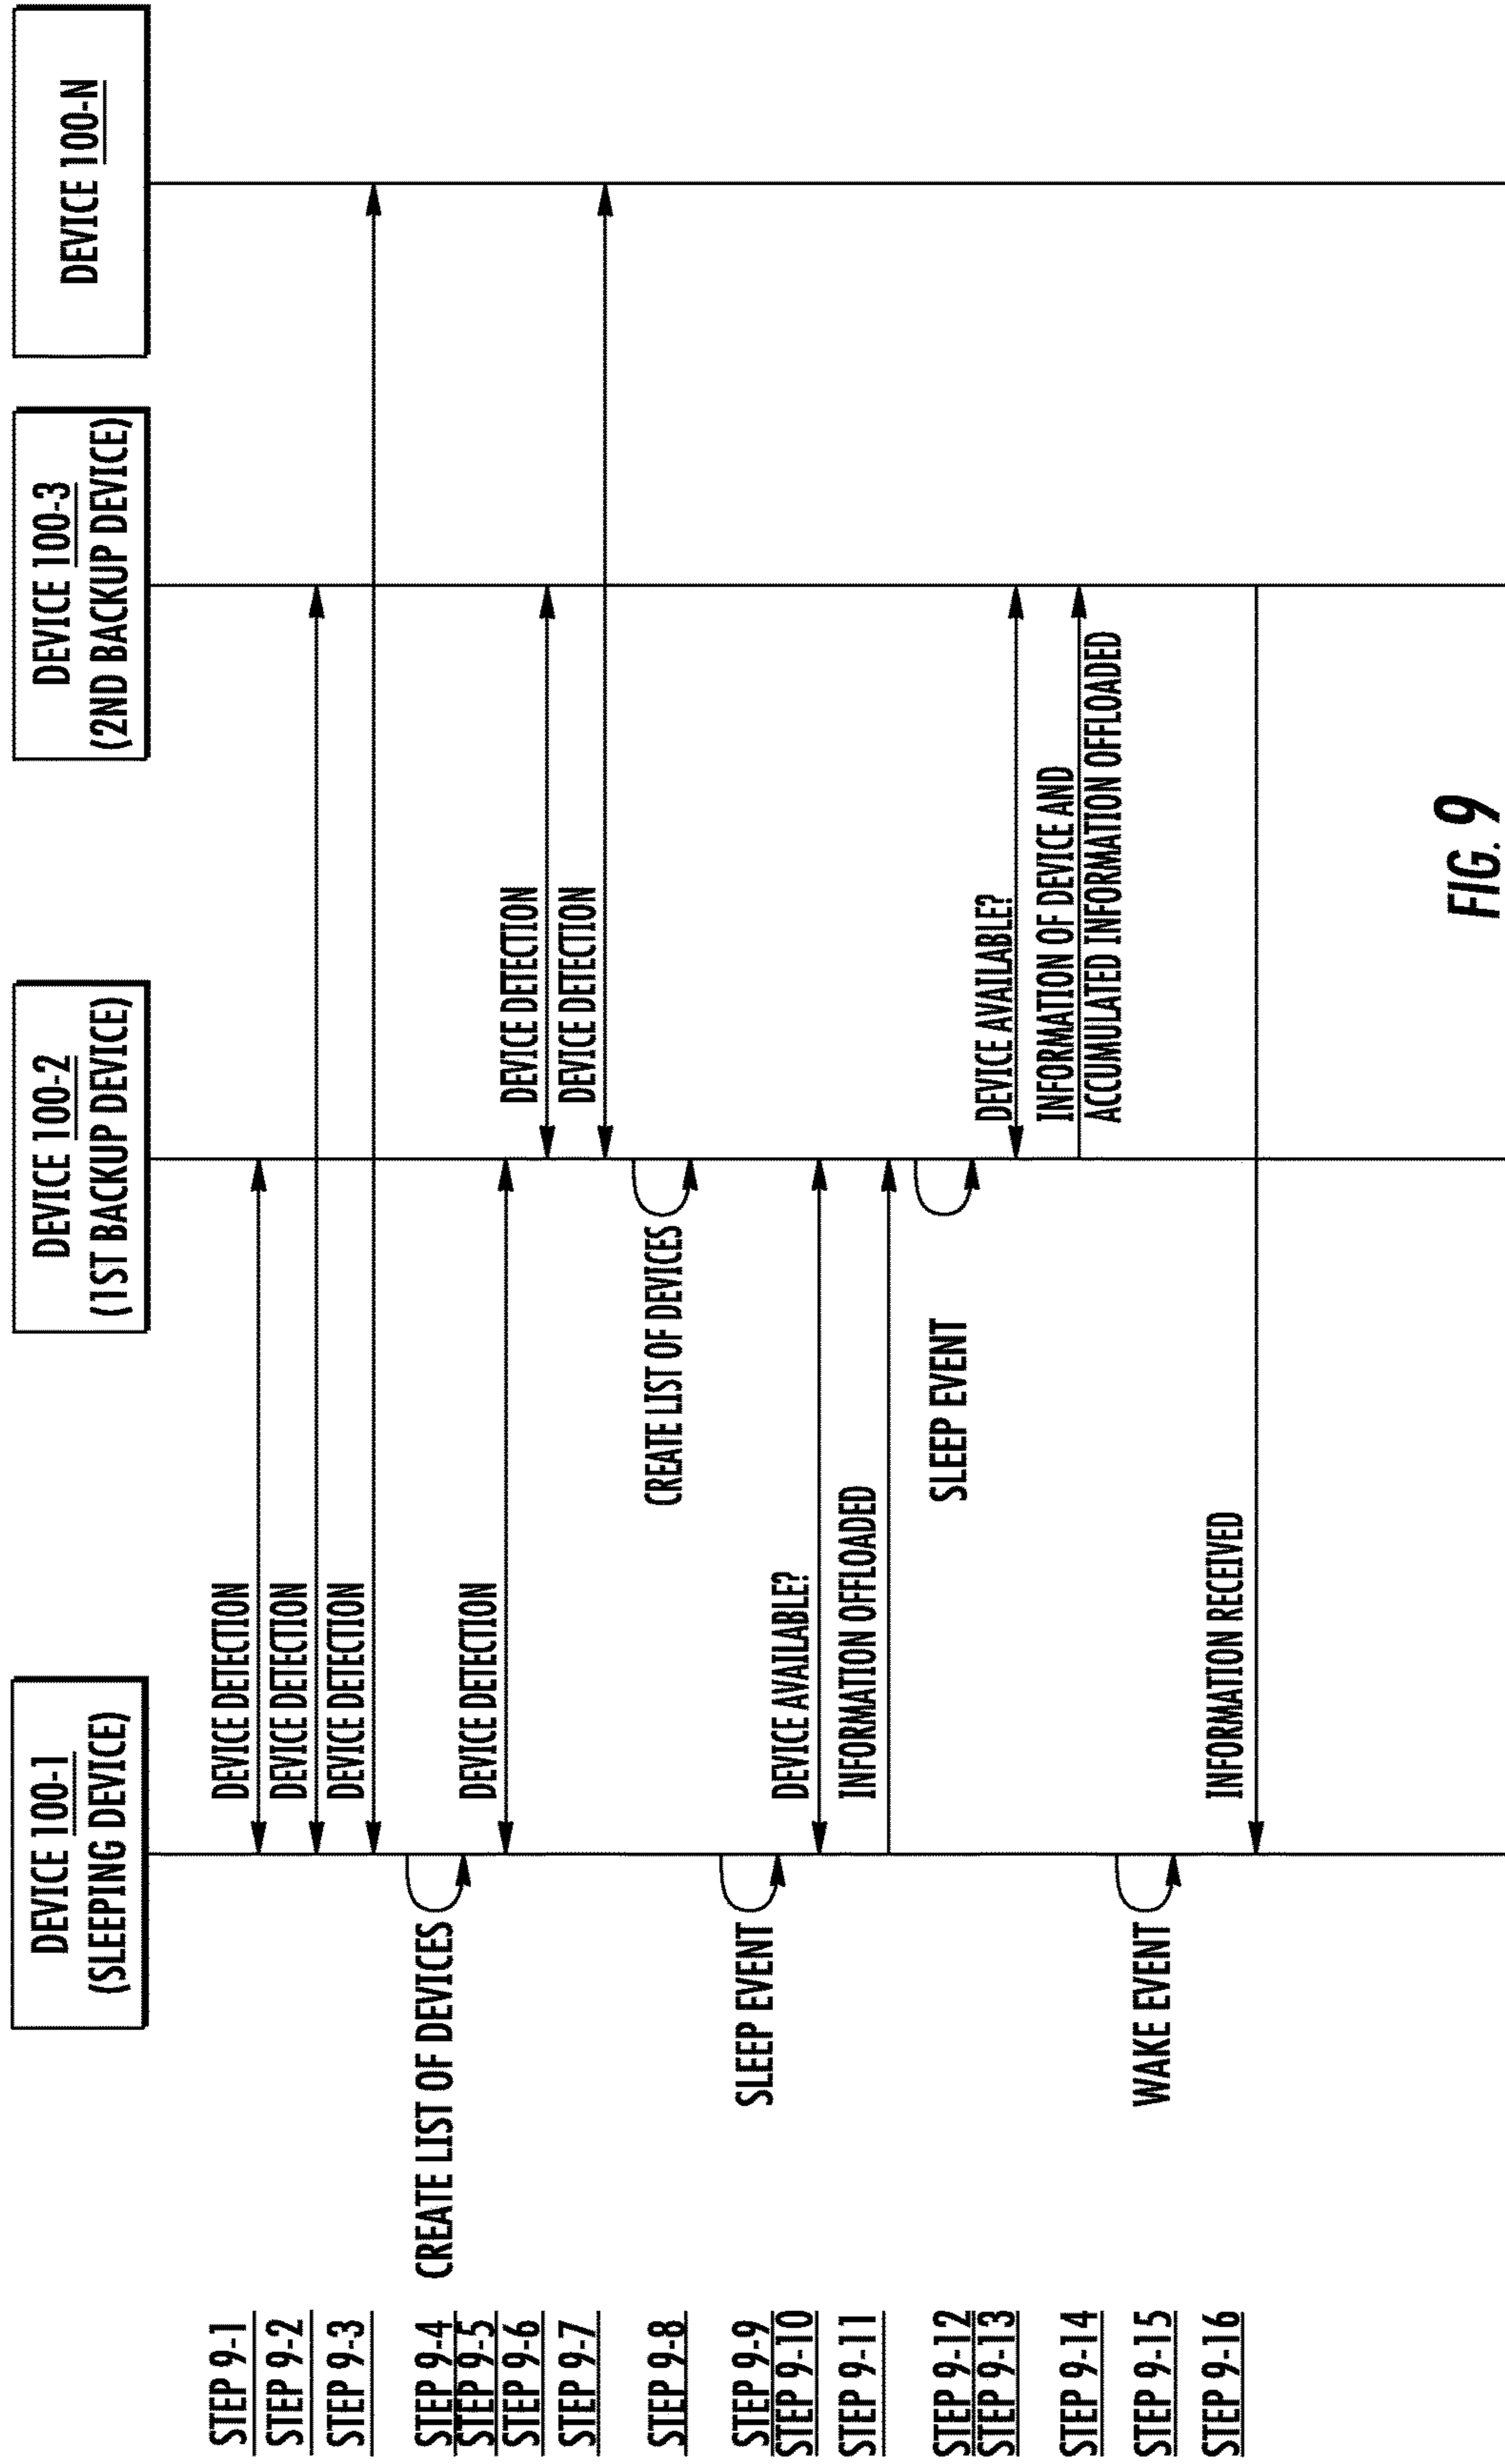 DEVICE 100-1
(SLEEPING DEVICE)
DEVICE 100-2
(1ST BACKUP DEVICE)
DEVICE 100-3
(2ND BACKUP DEVICE)
DEVICE 100-N
STEP 9-1
DEVICE DETECTION
STEP 9-2
DEVICE DETECTION
STEP 9-3
DEVICE DETECTION
STEP 9-4
CREATE LIST OF DEVICES
STEP 9-5
DEVICE DETECTION
STEP 9-6
DEVICE DETECTION
STEP 9-7
DEVICE DETECTION
STEP 9-8
CREATE LIST OF DEVICES
STEP 9-9
SLEEP EVENT
STEP 9-10
DEVICE AVAILABLE?
STEP 9-11
INFORMATION OFFLOADED
STEP 9-12
SLEEP EVENT
STEP 9-13
DEVICE AVAILABLE?
STEP 9-14
INFORMATION OF DEVICE AND
ACCUMULATED INFORMATION OFFLOADED
STEP 9-15
WAKE EVENT
STEP 9-16
INFORMATION RECEIVED
FIG. 9